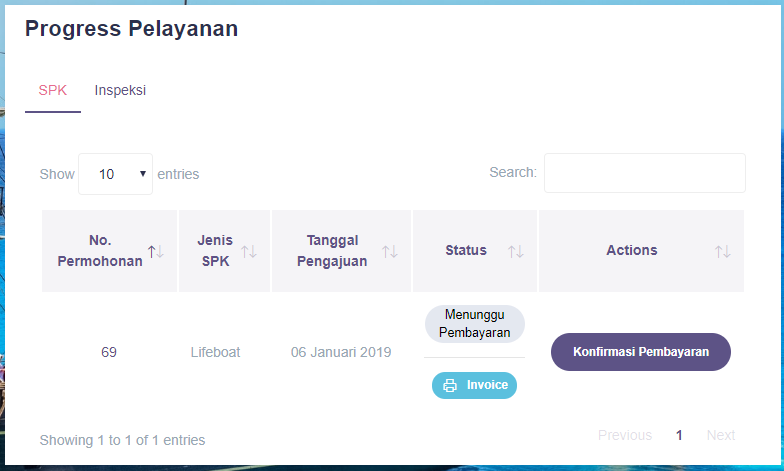 Progress Pelayanan
SPK Inspeksi
Show 10 entries Search:
No. Permohonan Jenis SPK Tanggal Pengajuan Status Actions
69 Lifeboat 06 Januari 2019 Menunggu Pembayaran Konfirmasi Pembayaran
Invoice
Showing 1 to 1 of 1 entries Previous 1 Next